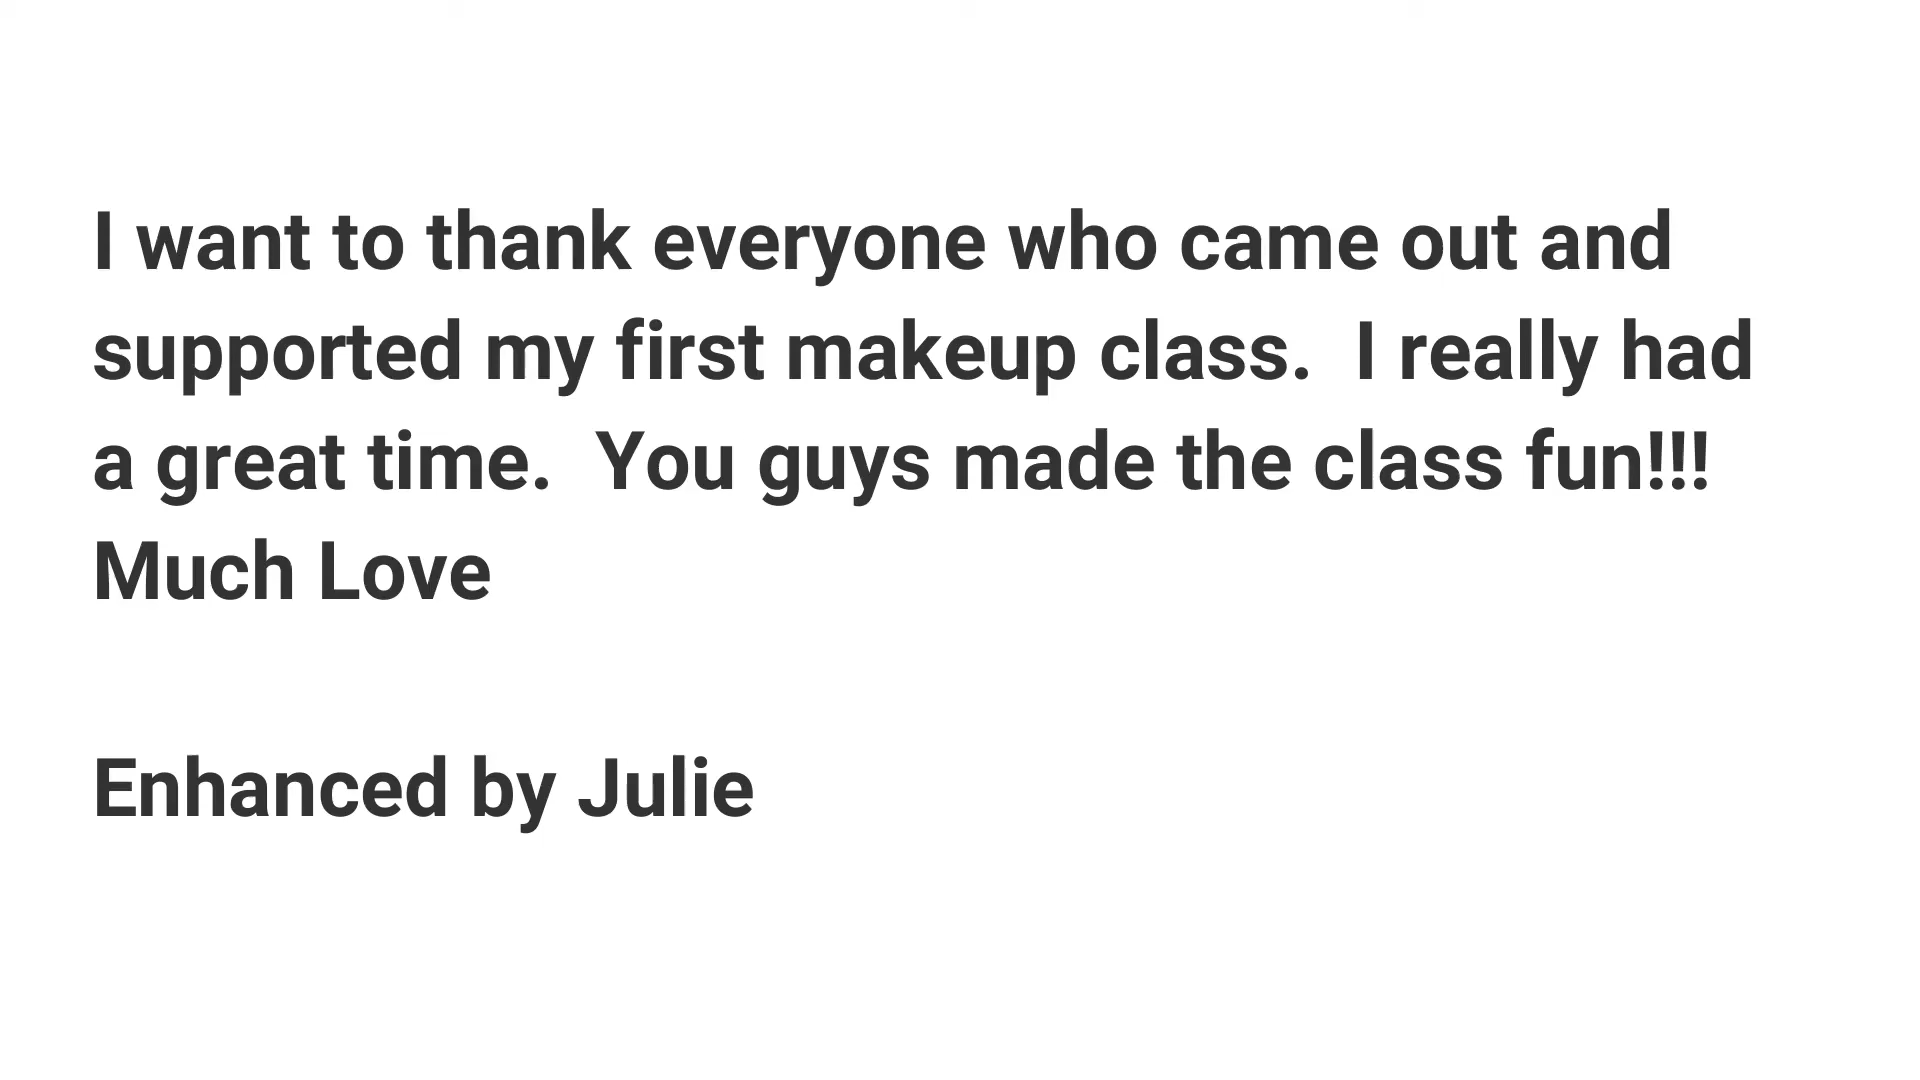 I want to thank everyone who came out and
supported my first makeup class.  I really had
a great time.  You guys made the class fun!!!
Much Love
Enhanced by Julie